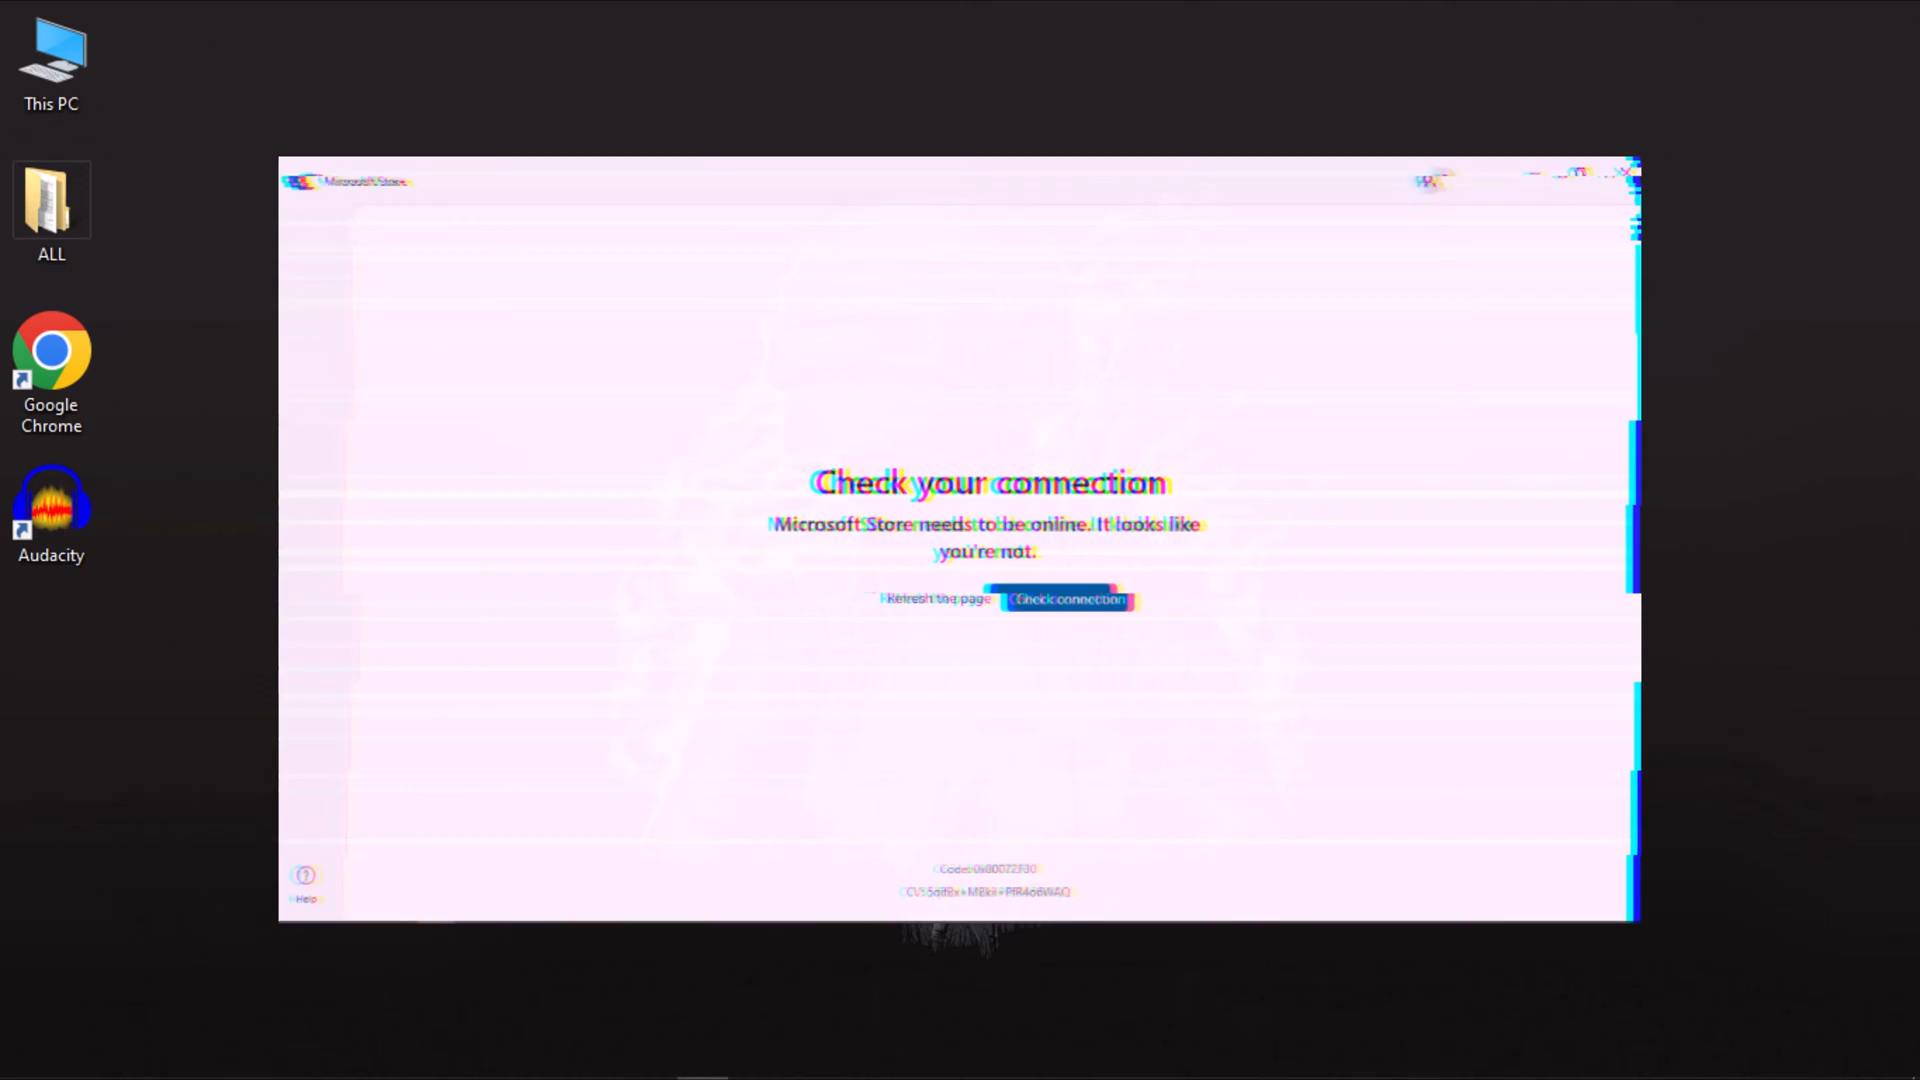 This PC
ALL
Google
Chrome
Audacity
Microsoft Store
Check your connection
Microsoft Store needs to be online. It looks like
you're not.
Refresh the page
Check connection
Help
Code: